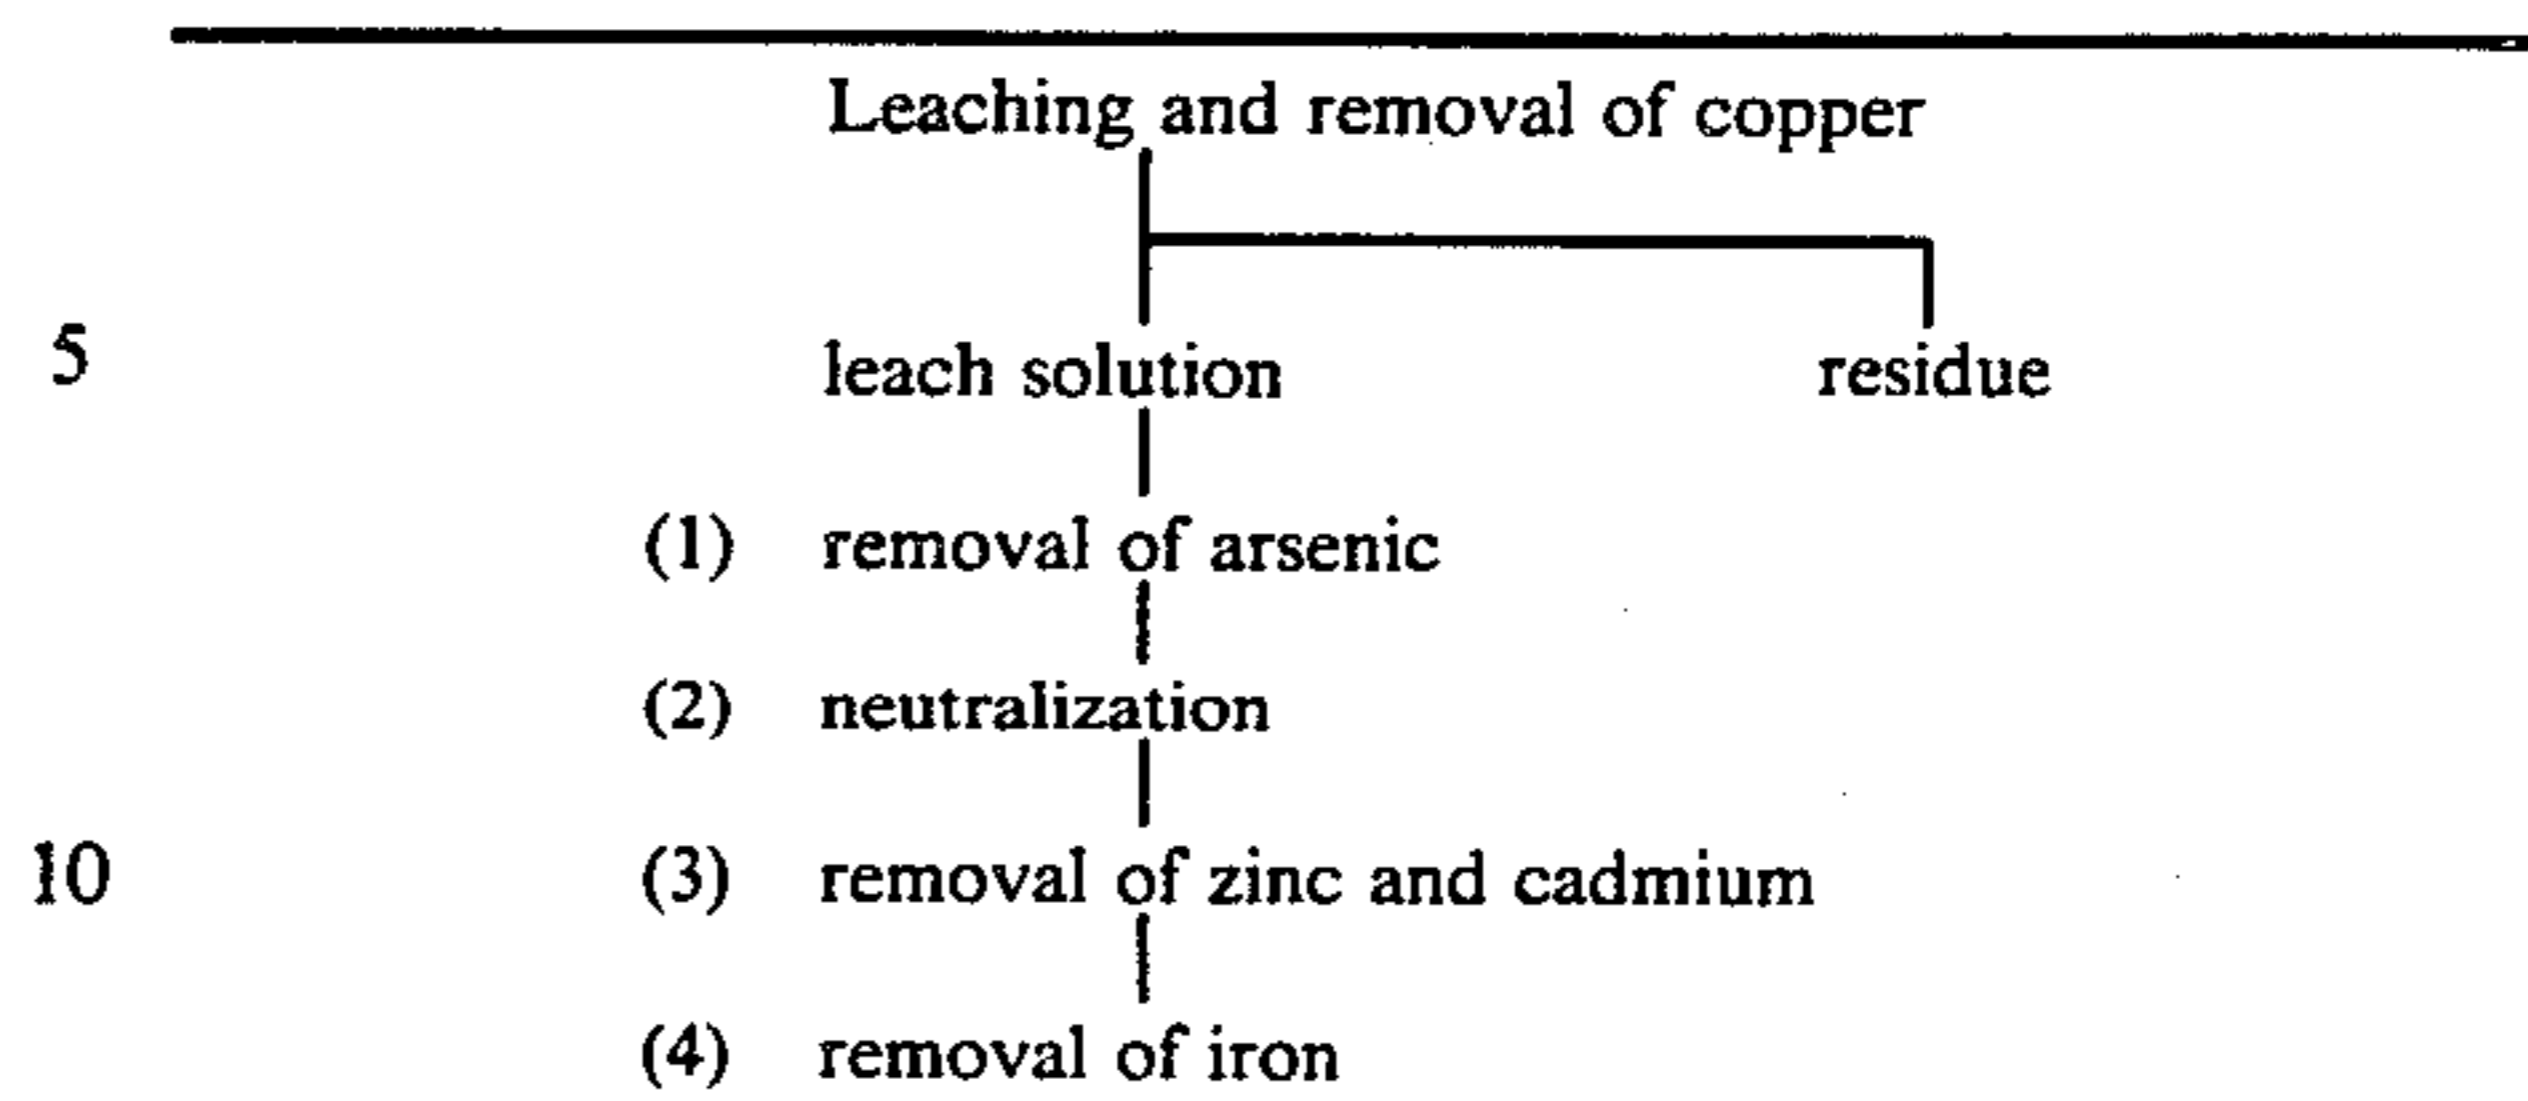 Leaching and removal of copper
5 leach solution residue
(1) removal of arsenic
(2) neutralization
10 (3) removal of zinc and cadmium
(4) removal of iron